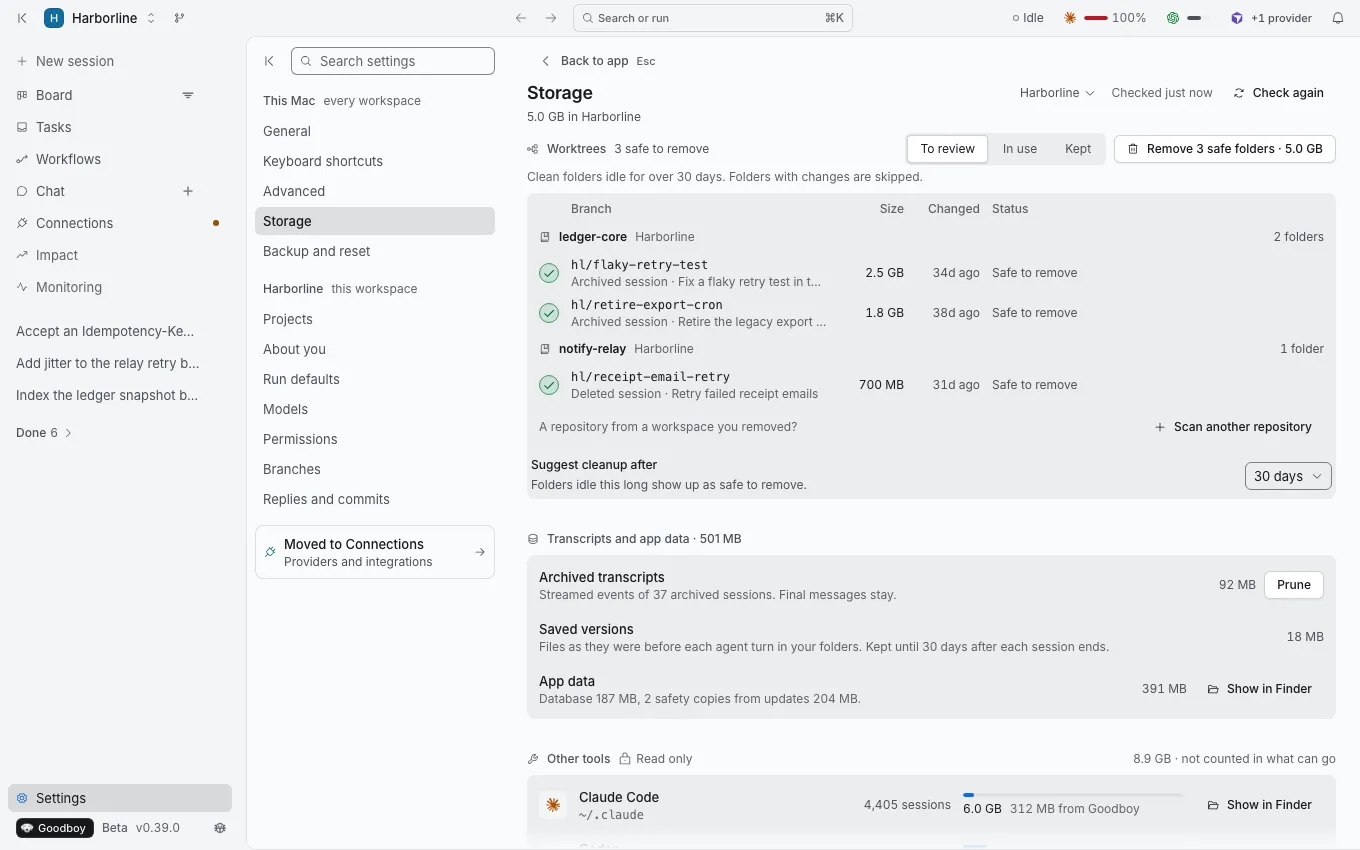 H Harborline
Search or run ⌘K
Idle
100%
+1 provider
New session
Board
Tasks
Workflows
Chat
Connections
Impact
Monitoring
Accept an Idempotency-Ke...
Add jitter to the relay retry b...
Index the ledger snapshot b...
Done 6
Settings
Goodboy Beta v0.39.0
Search settings
This Mac every workspace
General
Keyboard shortcuts
Advanced
Storage
Backup and reset
Harborline this workspace
Projects
About you
Run defaults
Models
Permissions
Branches
Replies and commits
Moved to Connections
Providers and integrations
Back to app Esc
Storage
Harborline Checked just now Check again
5.0 GB in Harborline
Worktrees 3 safe to remove
To review In use Kept
Remove 3 safe folders · 5.0 GB
Clean folders idle for over 30 days. Folders with changes are skipped.
Branch Size Changed Status
ledger-core Harborline 2 folders
hl/flaky-retry-test
Archived session · Fix a flaky retry test in t...
2.5 GB 34d ago Safe to remove
hl/retire-export-cron
Archived session · Retire the legacy export ...
1.8 GB 38d ago Safe to remove
notify-relay Harborline 1 folder
hl/receipt-email-retry
Deleted session · Retry failed receipt emails
700 MB 31d ago Safe to remove
A repository from a workspace you removed? Scan another repository
Suggest cleanup after
Folders idle this long show up as safe to remove.
30 days
Transcripts and app data · 501 MB
Archived transcripts
Streamed events of 37 archived sessions. Final messages stay.
92 MB Prune
Saved versions
Files as they were before each agent turn in your folders. Kept until 30 days after each session ends.
18 MB
App data
Database 187 MB, 2 safety copies from updates 204 MB.
391 MB Show in Finder
Other tools Read only 8.9 GB · not counted in what can go
Claude Code
~/.claude
4,405 sessions
6.0 GB 312 MB from Goodboy
Show in Finder